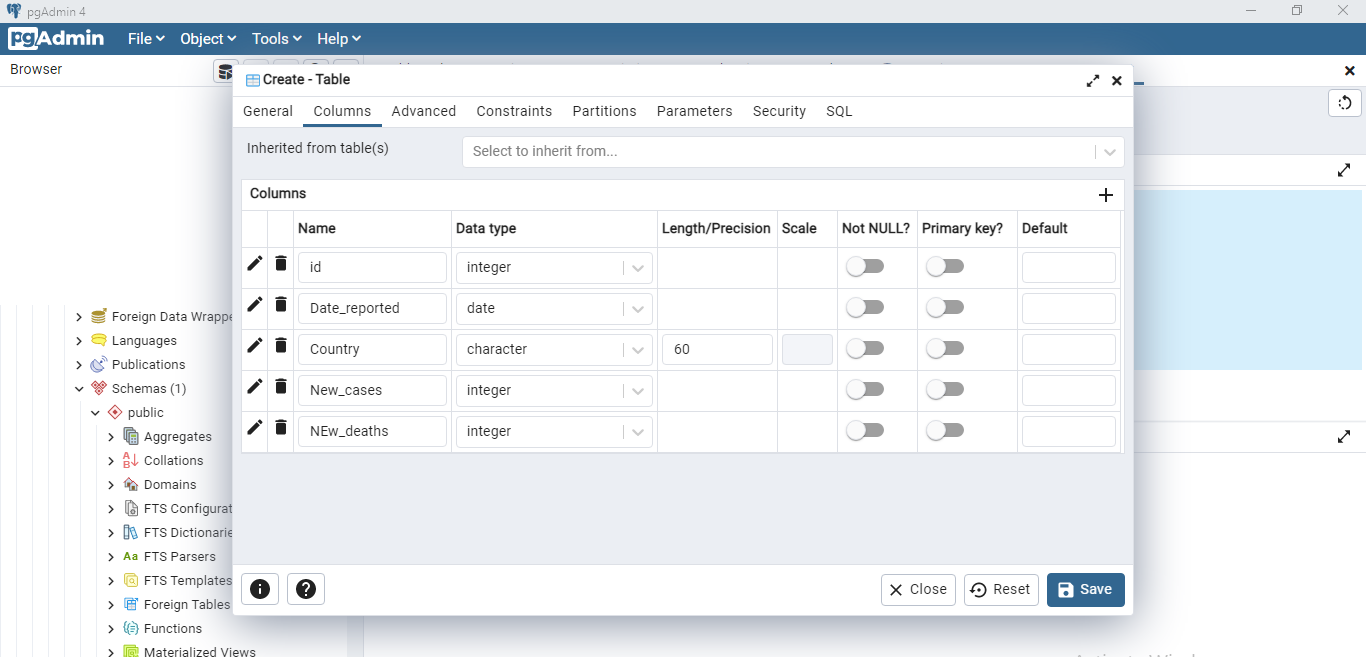 pgAdmin 4
pgAdmin File Object Tools Help
Browser
Create - Table
General Columns Advanced Constraints Partitions Parameters Security SQL
Inherited from table(s) Select to inherit from...
Columns
Name Data type Length/Precision Scale Not NULL? Primary key? Default
id integer
Date_reported date
Country character 60
New_cases integer
NEw_deaths integer
Close Reset Save
Foreign Data Wrappe
Languages
Publications
Schemas (1)
public
Aggregates
Collations
Domains
FTS Configurat
FTS Dictionarie
Aa FTS Parsers
FTS Templates
Foreign Tables
Functions
Materialized Views